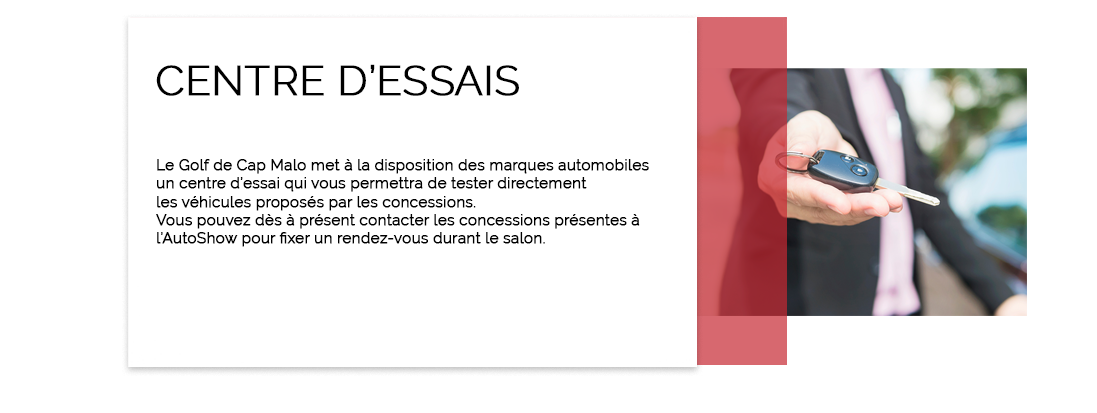 CENTRE D’ESSAIS
Le Golf de Cap Malo met à la disposition des marques automobiles
un centre d'essai qui vous permettra de tester directement
les véhicules proposés par les concessions.
Vous pouvez dès à présent contacter les concessions présentes à
l'AutoShow pour fixer un rendez-vous durant le salon.